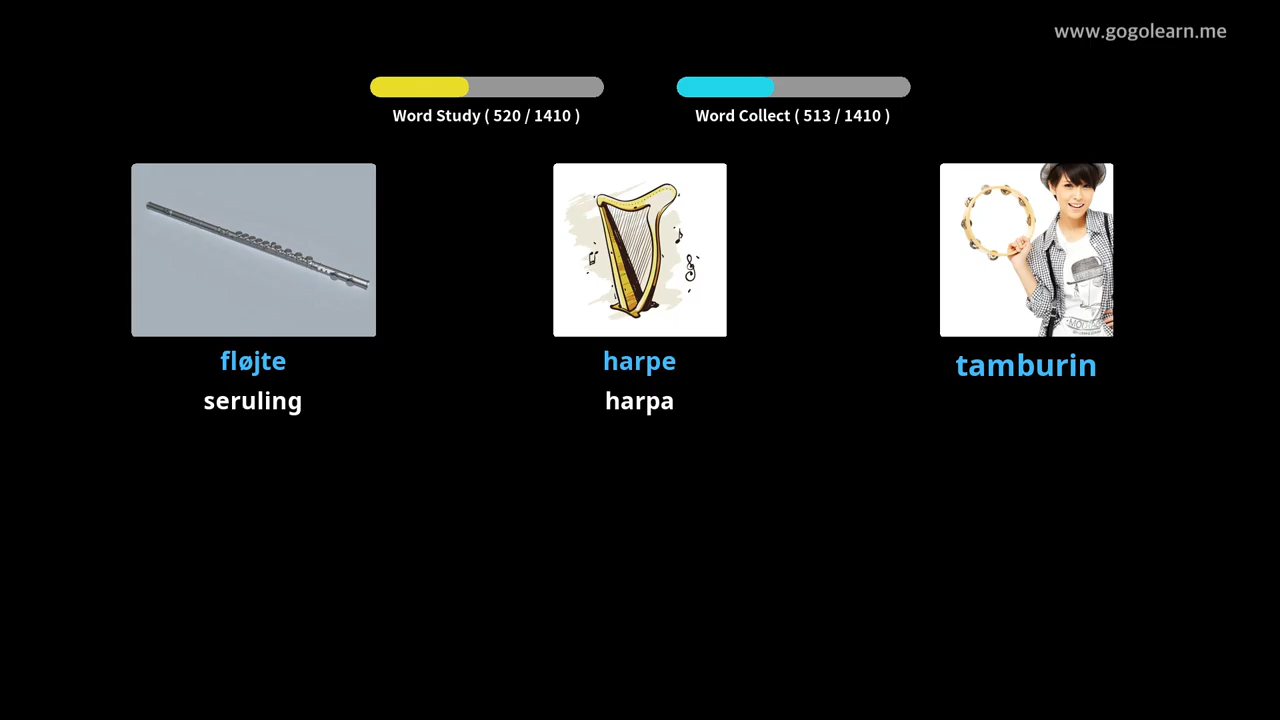 www.gogolearn.me
Word Study ( 520 / 1410 )
Word Collect ( 513 / 1410 )
fløjte
harpe
tamburin
seruling
harpa